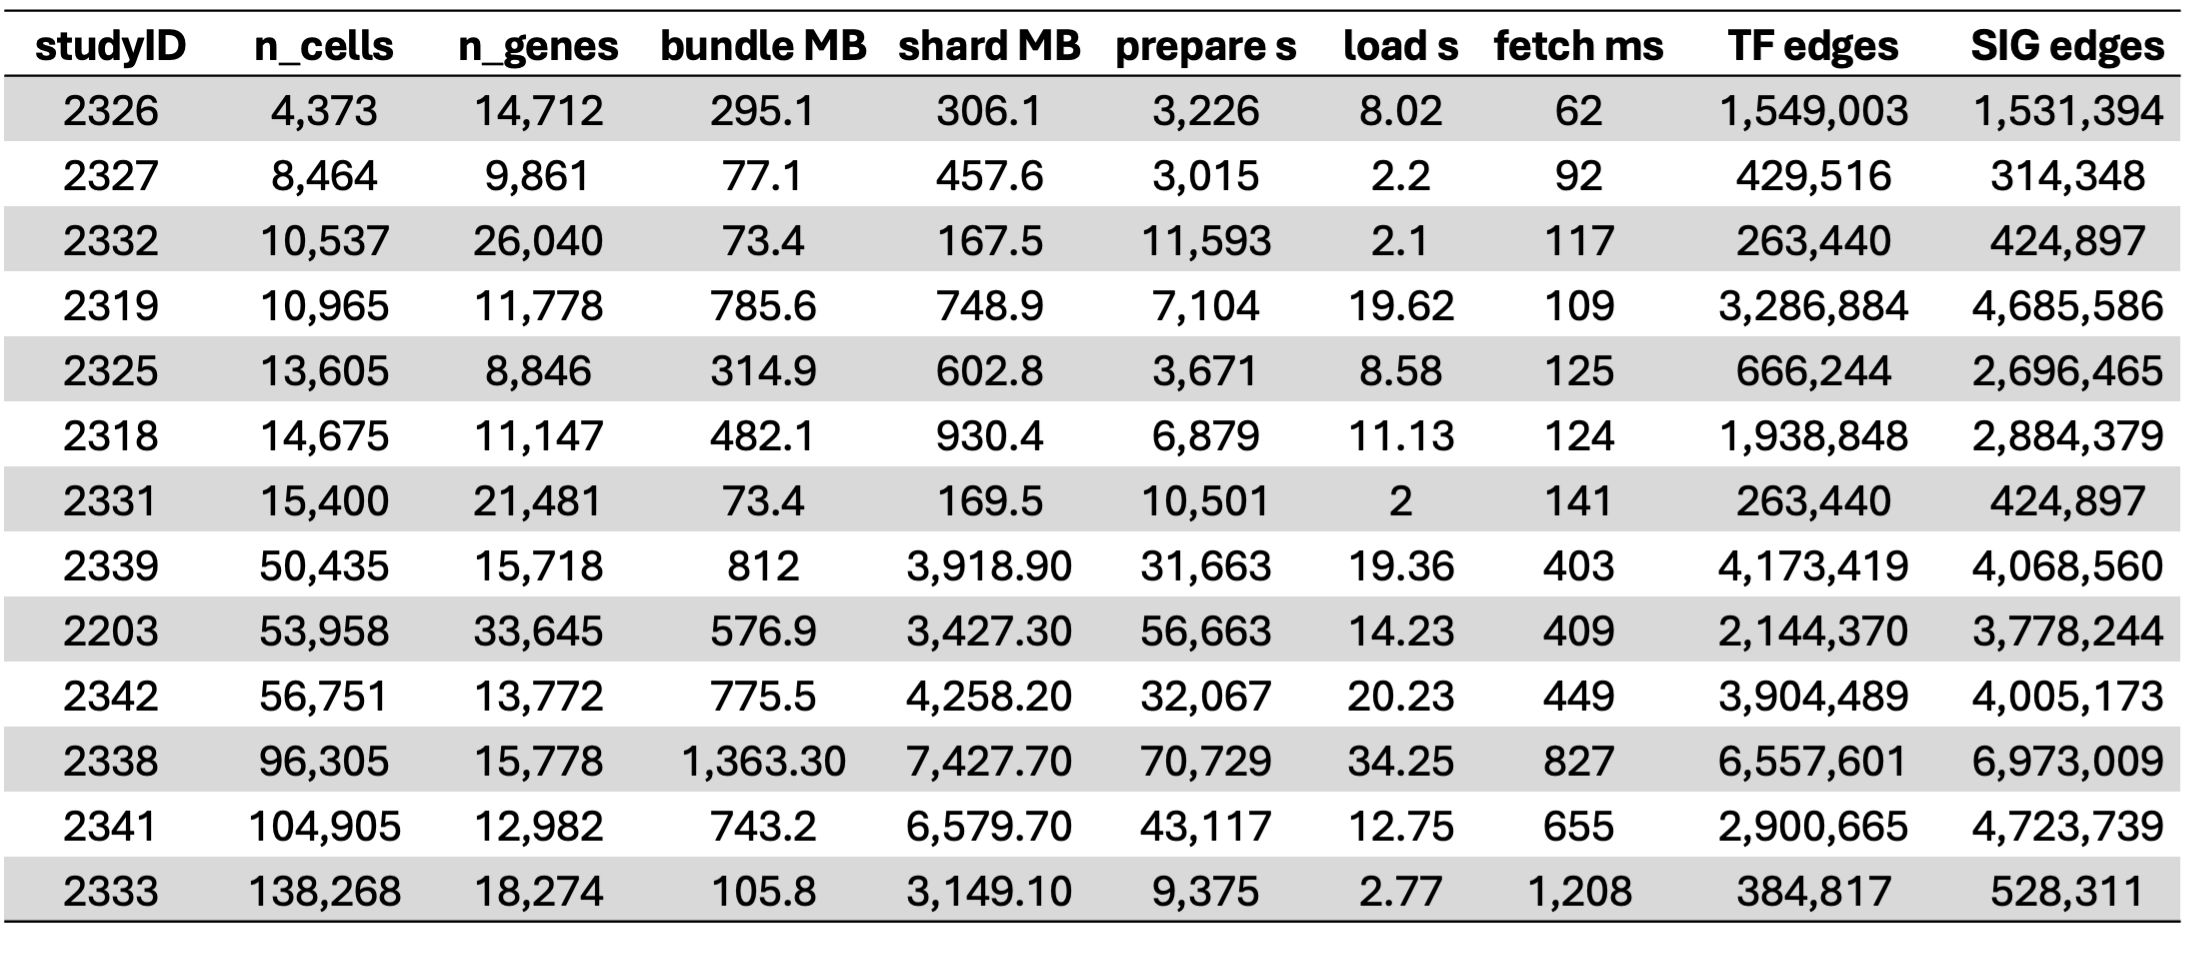 studyID n_cells n_genes bundle MB shard MB prepare s load s fetch ms TF edges SIG edges
2326 4,373 14,712 295.1 306.1 3,226 8.02 62 1,549,003 1,531,394
2327 8,464 9,861 77.1 457.6 3,015 2.2 92 429,516 314,348
2332 10,537 26,040 73.4 167.5 11,593 2.1 117 263,440 424,897
2319 10,965 11,778 785.6 748.9 7,104 19.62 109 3,286,884 4,685,586
2325 13,605 8,846 314.9 602.8 3,671 8.58 125 666,244 2,696,465
2318 14,675 11,147 482.1 930.4 6,879 11.13 124 1,938,848 2,884,379
2331 15,400 21,481 73.4 169.5 10,501 2 141 263,440 424,897
2339 50,435 15,718 812 3,918.90 31,663 19.36 403 4,173,419 4,068,560
2203 53,958 33,645 576.9 3,427.30 56,663 14.23 409 2,144,370 3,778,244
2342 56,751 13,772 775.5 4,258.20 32,067 20.23 449 3,904,489 4,005,173
2338 96,305 15,778 1,363.30 7,427.70 70,729 34.25 827 6,557,601 6,973,009
2341 104,905 12,982 743.2 6,579.70 43,117 12.75 655 2,900,665 4,723,739
2333 138,268 18,274 105.8 3,149.10 9,375 2.77 1,208 384,817 528,311